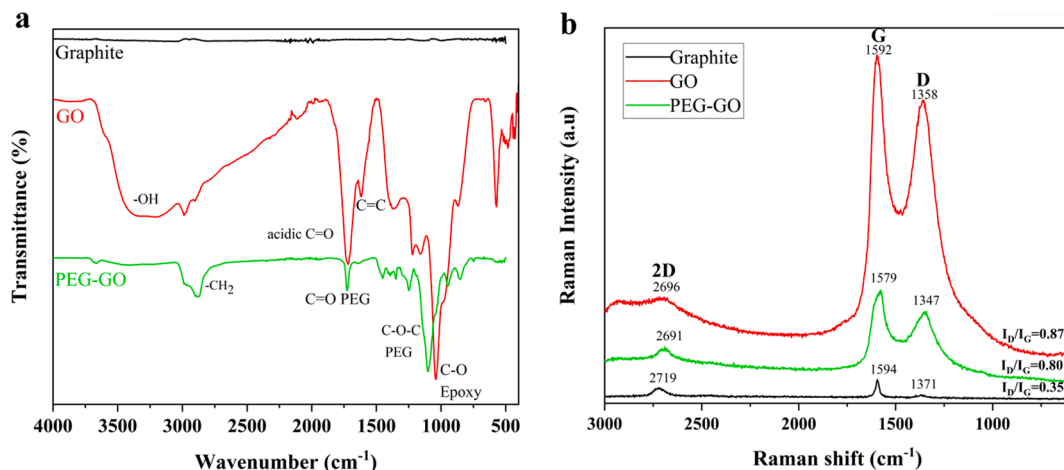 a
Graphite
GO
-OH
C=C
acidic C=O
PEG-GO
-CH2
C=O PEG
C-O-C
PEG
C-O
Epoxy
Transmittance (%)
4000 3500 3000 2500 2000 1500 1000 500
Wavenumber (cm-1)
b
Graphite
GO
PEG-GO
G
1592
D
1358
2D
2696
1579
1347
ID/IG=0.87
2691
ID/IG=0.80
2719
1594
1371
ID/IG=0.35
Raman Intensity (a.u)
3000 2500 2000 1500 1000
Raman shift (cm-1)